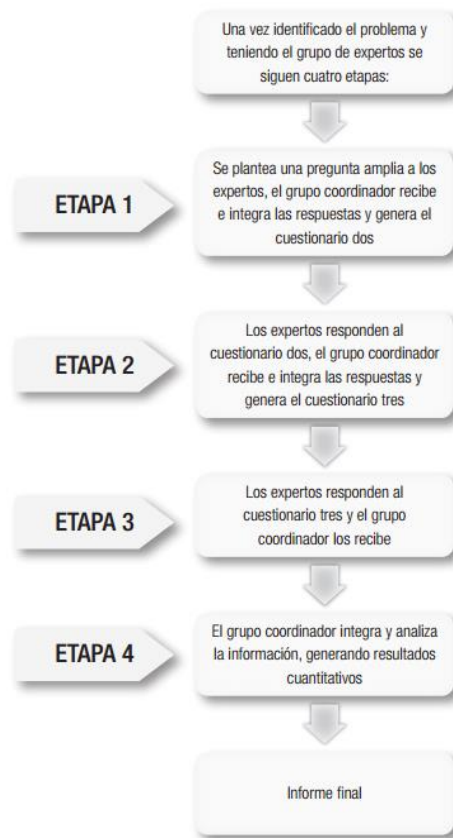 Una vez identificado el problema y
teniendo el grupo de expertos se
siguen cuatro etapas:
ETAPA 1
Se plantea una pregunta amplia a los
expertos, el grupo coordinador recibe
e integra las respuestas y genera el
cuestionario dos
ETAPA 2
Los expertos responden al
cuestionario dos, el grupo coordinador
recibe e integra las respuestas y
genera el cuestionario tres
ETAPA 3
Los expertos responden al
cuestionario tres y el grupo
coordinador los recibe
ETAPA 4
El grupo coordinador integra y analiza
la información, generando resultados
cuantitativos
Informe final